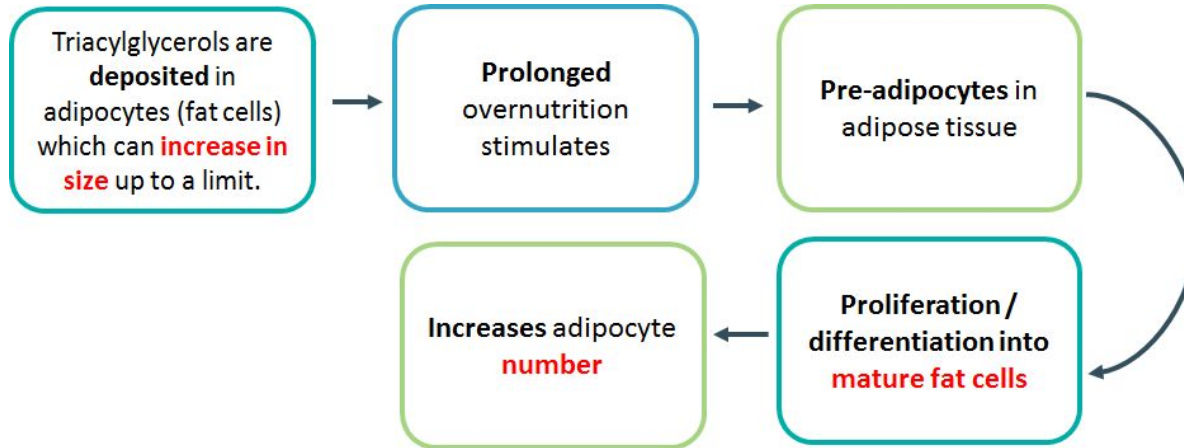 Triacylglycerols are
deposited in
adipocytes (fat cells)
which can increase in
size up to a limit.
Prolonged
overnutrition
stimulates
Pre-adipocytes in
adipose tissue
Proliferation /
differentiation into
mature fat cells
Increases adipocyte
number